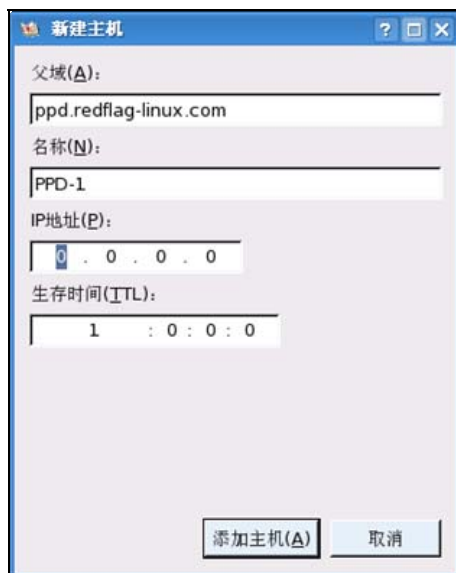 新建主机
父域(A):
ppd.redflag-linux.com
名称(N):
PPD-1
IP地址(P):
0 . 0 . 0 . 0
生存时间(TTL):
1 : 0 : 0 : 0
添加主机(A) 取消